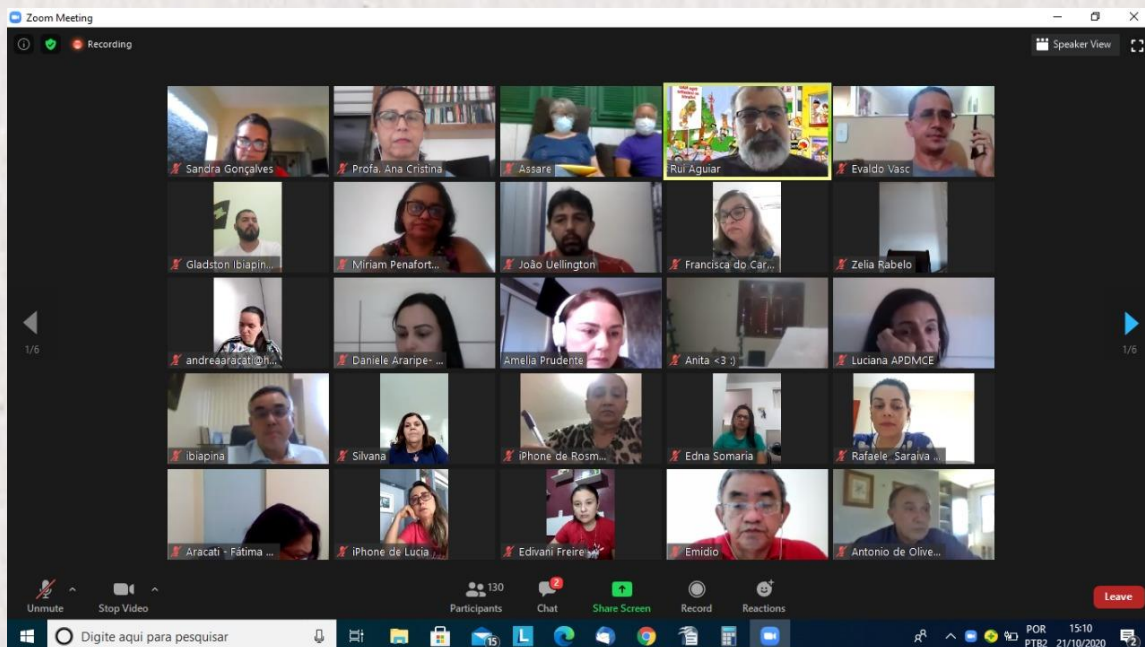 Zoom Meeting
Recording
Speaker View
Sandra Gonçalves
Profa. Ana Cristina
Assare
Rui Aguiar
Evaldo Vasc
Gladston Ibiapin...
Miriam Penafort...
João Uellington
Francisca do Car...
Zelia Rabelo
andreaaracati@h...
Daniele Araripe- ...
Amelia Prudente
Anita <3 :)
Luciana APDMCE
1/6
1/6
ibiapina
Silvana
iPhone de Rosm...
Edna Somaria
Rafaele Saraiva ...
Aracati - Fátima ...
iPhone de Lucia ...
Edivani Freire
Emidio
Antonio de Olive...
Unmute
Stop Video
130
Participants
2
Chat
Share Screen
Record
Reactions
Leave
Digite aqui para pesquisar
15
L
POR
15:10
PTB2
21/10/2020
2